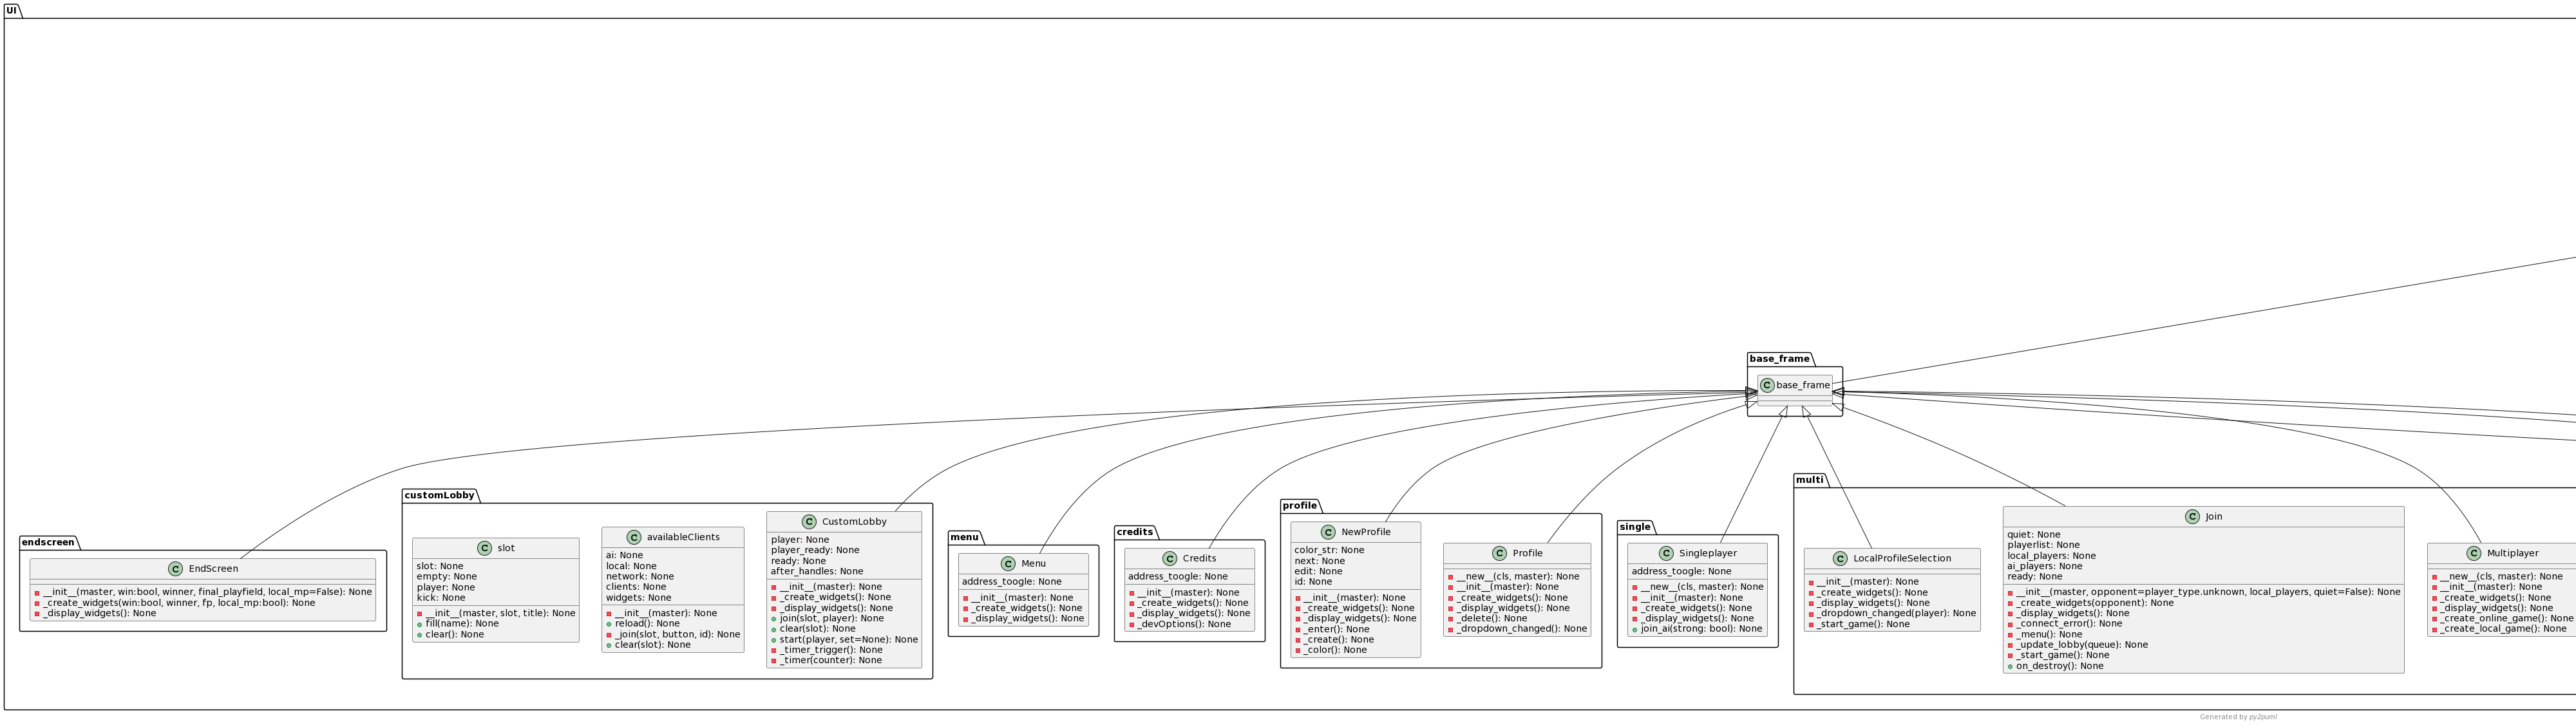 UI
base_frame
C base_frame
endscreen
C EndScreen
__init__(master, win:bool, winner, final_playfield, local_mp=False): None
_create_widgets(win:bool, winner, fp, local_mp:bool): None
_display_widgets(): None
customLobby
C slot
slot: None
empty: None
player: None
kick: None
__init__(master, slot, title): None
fill(name): None
clear(): None
C availableClients
ai: None
local: None
network: None
clients: None
widgets: None
__init__(master): None
reload(): None
_join(slot, button, id): None
clear(slot): None
C CustomLobby
player: None
player_ready: None
ready: None
after_handles: None
__init__(master): None
_create_widgets(): None
_display_widgets(): None
join(slot, player): None
clear(slot): None
start(player, set=None): None
_timer_trigger(): None
_timer(counter): None
menu
C Menu
address_toogle: None
__init__(master): None
_create_widgets(): None
_display_widgets(): None
credits
C Credits
address_toogle: None
__init__(master): None
_create_widgets(): None
_display_widgets(): None
_devOptions(): None
profile
C NewProfile
color_str: None
next: None
edit: None
id: None
__init__(master): None
_create_widgets(): None
_display_widgets(): None
_enter(): None
_create(): None
_color(): None
C Profile
__new__(cls, master): None
__init__(master): None
_create_widgets(): None
_display_widgets(): None
_delete(): None
_dropdown_changed(): None
single
C Singleplayer
address_toogle: None
__new__(cls, master): None
__init__(master): None
_create_widgets(): None
_display_widgets(): None
join_ai(strong: bool): None
multi
C LocalProfileSelection
__init__(master): None
_create_widgets(): None
_display_widgets(): None
_dropdown_changed(player): None
_start_game(): None
C Join
quiet: None
playerlist: None
local_players: None
ai_players: None
ready: None
__init__(master, opponent=player_type.unknown, local_players, quiet=False): None
_create_widgets(opponent): None
_display_widgets(): None
_connect_error(): None
_menu(): None
_update_lobby(queue): None
_start_game(): None
on_destroy(): None
C Multiplayer
__new__(cls, master): None
__init__(master): None
_create_widgets(): None
_display_widgets(): None
_create_online_game(): None
_create_local_game(): None
Generated by py2puml